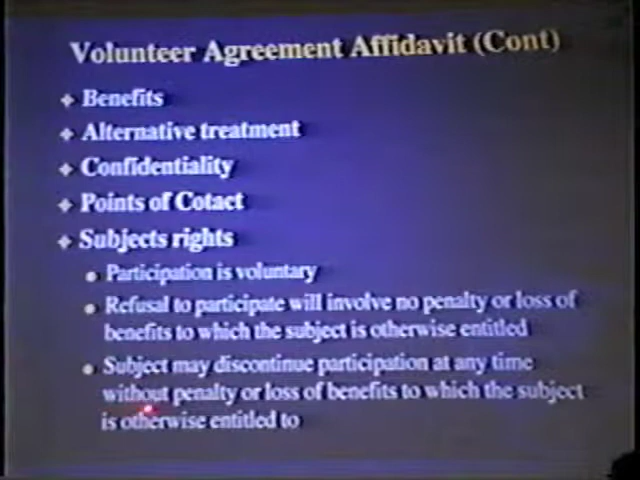 Volunteer Agreement Affidavit (Cont)
Benefits
Alternative treatment
Confidentiality
Points of Cotact
Subjects rights
Participation is voluntary
Refusal to participate will involve no penalty or loss of
benefits to which the subject is otherwise entitled
Subject may discontinue participation at any time
without penalty or loss of benefits to which the subject
is otherwise entitled to